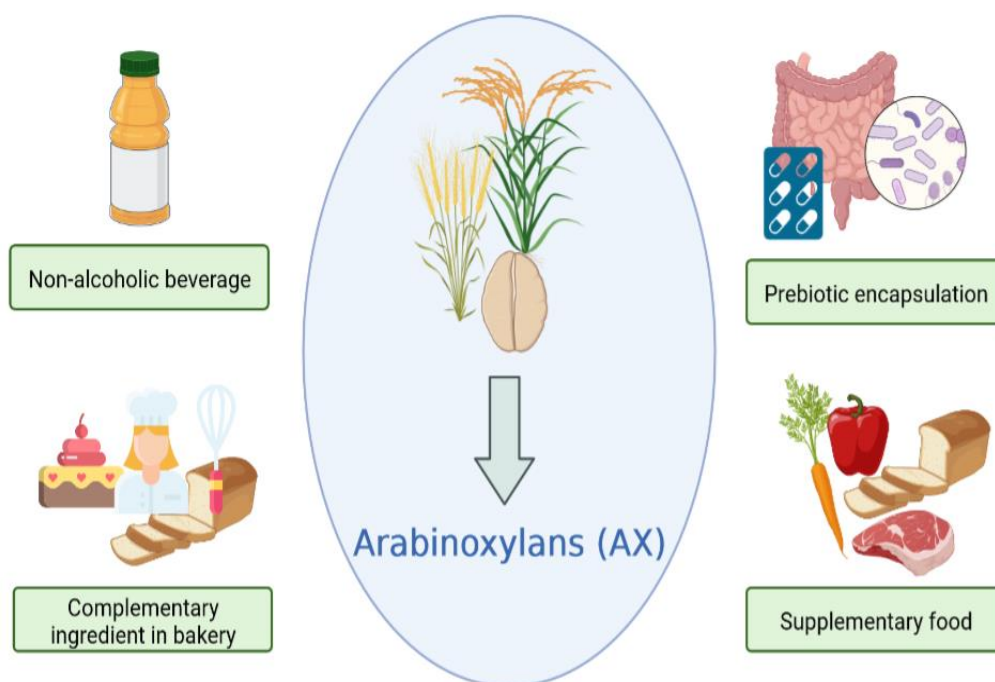 Non-alcoholic beverage
Prebiotic encapsulation
Arabinoxylans (AX)
Complementary
ingredient in bakery
Supplementary food